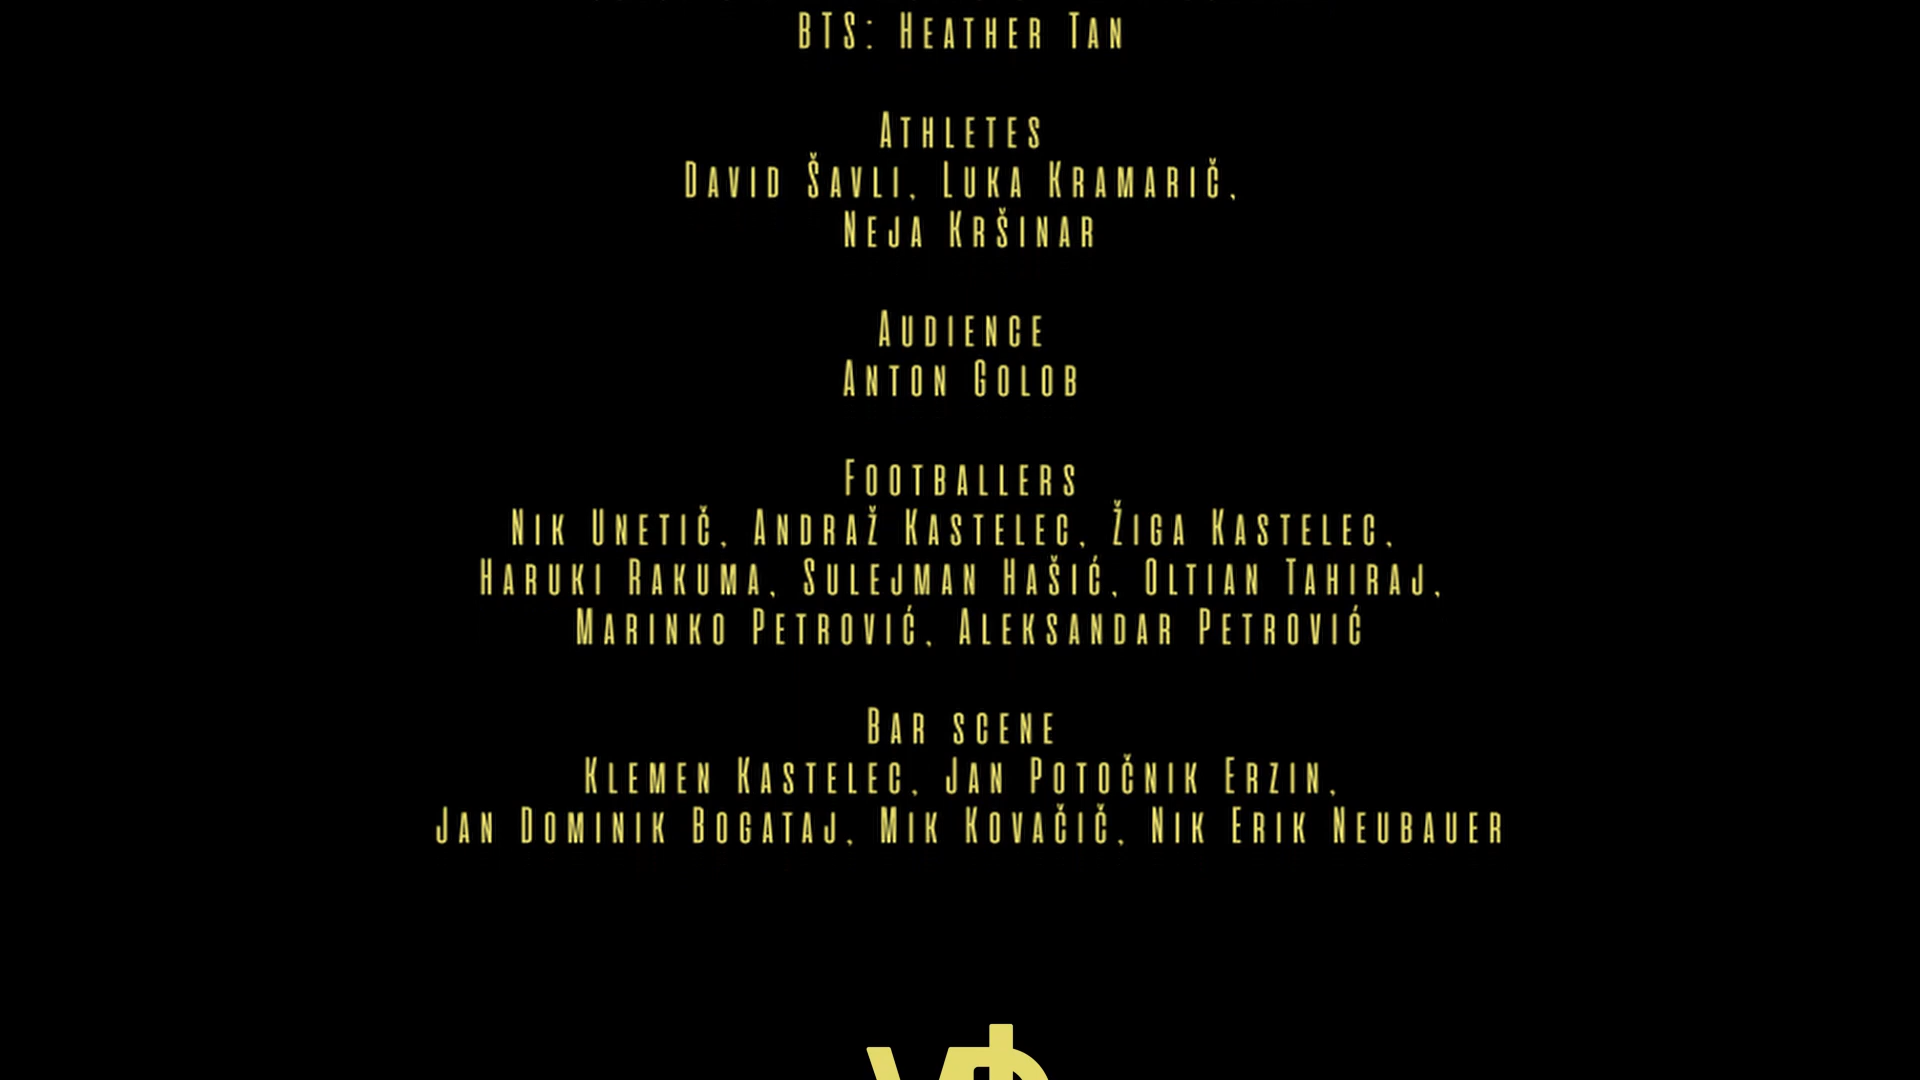 BTS: Heather Tan
Athletes
David Šavli, Luka Kramarič,
Neja Kršinar
Audience
Anton Golob
Footballers
Nik Unetič, Andraž Kastelec, Žiga Kastelec,
Haruki Rakuma, Sulejman Hašić, Oltian Tahiraj,
Marinko Petrović, Aleksandar Petrović
Bar scene
Klemen Kastelec, Jan Potočnik Erzin,
Jan Dominik Bogataj, Mik Kovačič, Nik Erik Neubauer